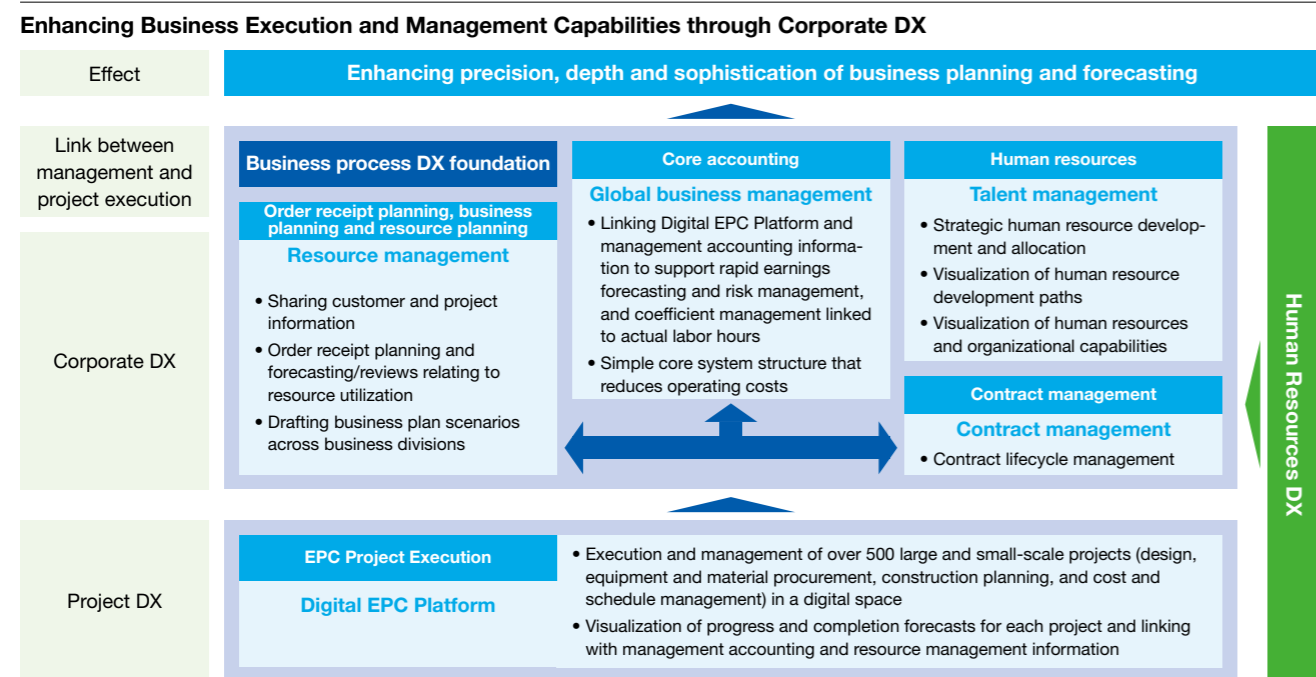 Enhancing Business Execution and Management Capabilities through Corporate DX
Effect
Enhancing precision, depth and sophistication of business planning and forecasting
Link between
management and
project execution
Corporate DX
Business process DX foundation
Order receipt planning, business
planning and resource planning
Resource management
• Sharing customer and project
information
• Order receipt planning and
forecasting/reviews relating to
resource utilization
• Drafting business plan scenarios
across business divisions
Core accounting
Global business management
• Linking Digital EPC Platform and
management accounting informa-
tion to support rapid earnings
forecasting and risk management,
and coefficient management linked
to actual labor hours
• Simple core system structure that
reduces operating costs
Human resources
Talent management
• Strategic human resource develop-
ment and allocation
• Visualization of human resource
development paths
• Visualization of human resources
and organizational capabilities
Contract management
Contract management
• Contract lifecycle management
Human Resources DX
Project DX
EPC Project Execution
Digital EPC Platform
• Execution and management of over 500 large and small-scale projects (design,
equipment and material procurement, construction planning, and cost and
schedule management) in a digital space
• Visualization of progress and completion forecasts for each project and linking
with management accounting and resource management information